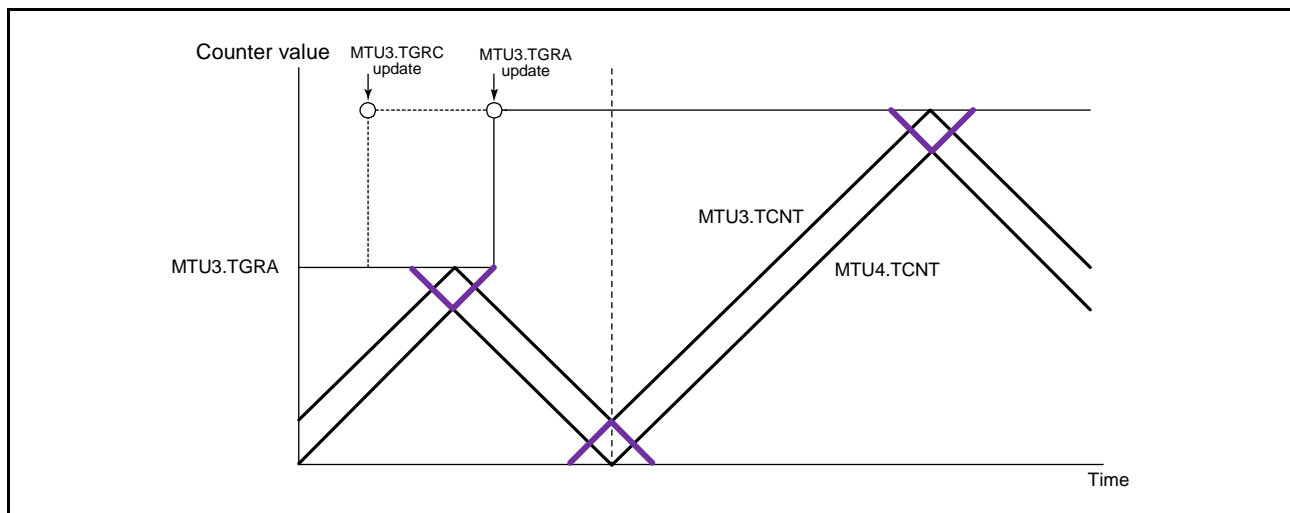 Counter value
MTU3.TGRC
update
MTU3.TGRA
update
MTU3.TCNT
MTU4.TCNT
MTU3.TGRA
Time